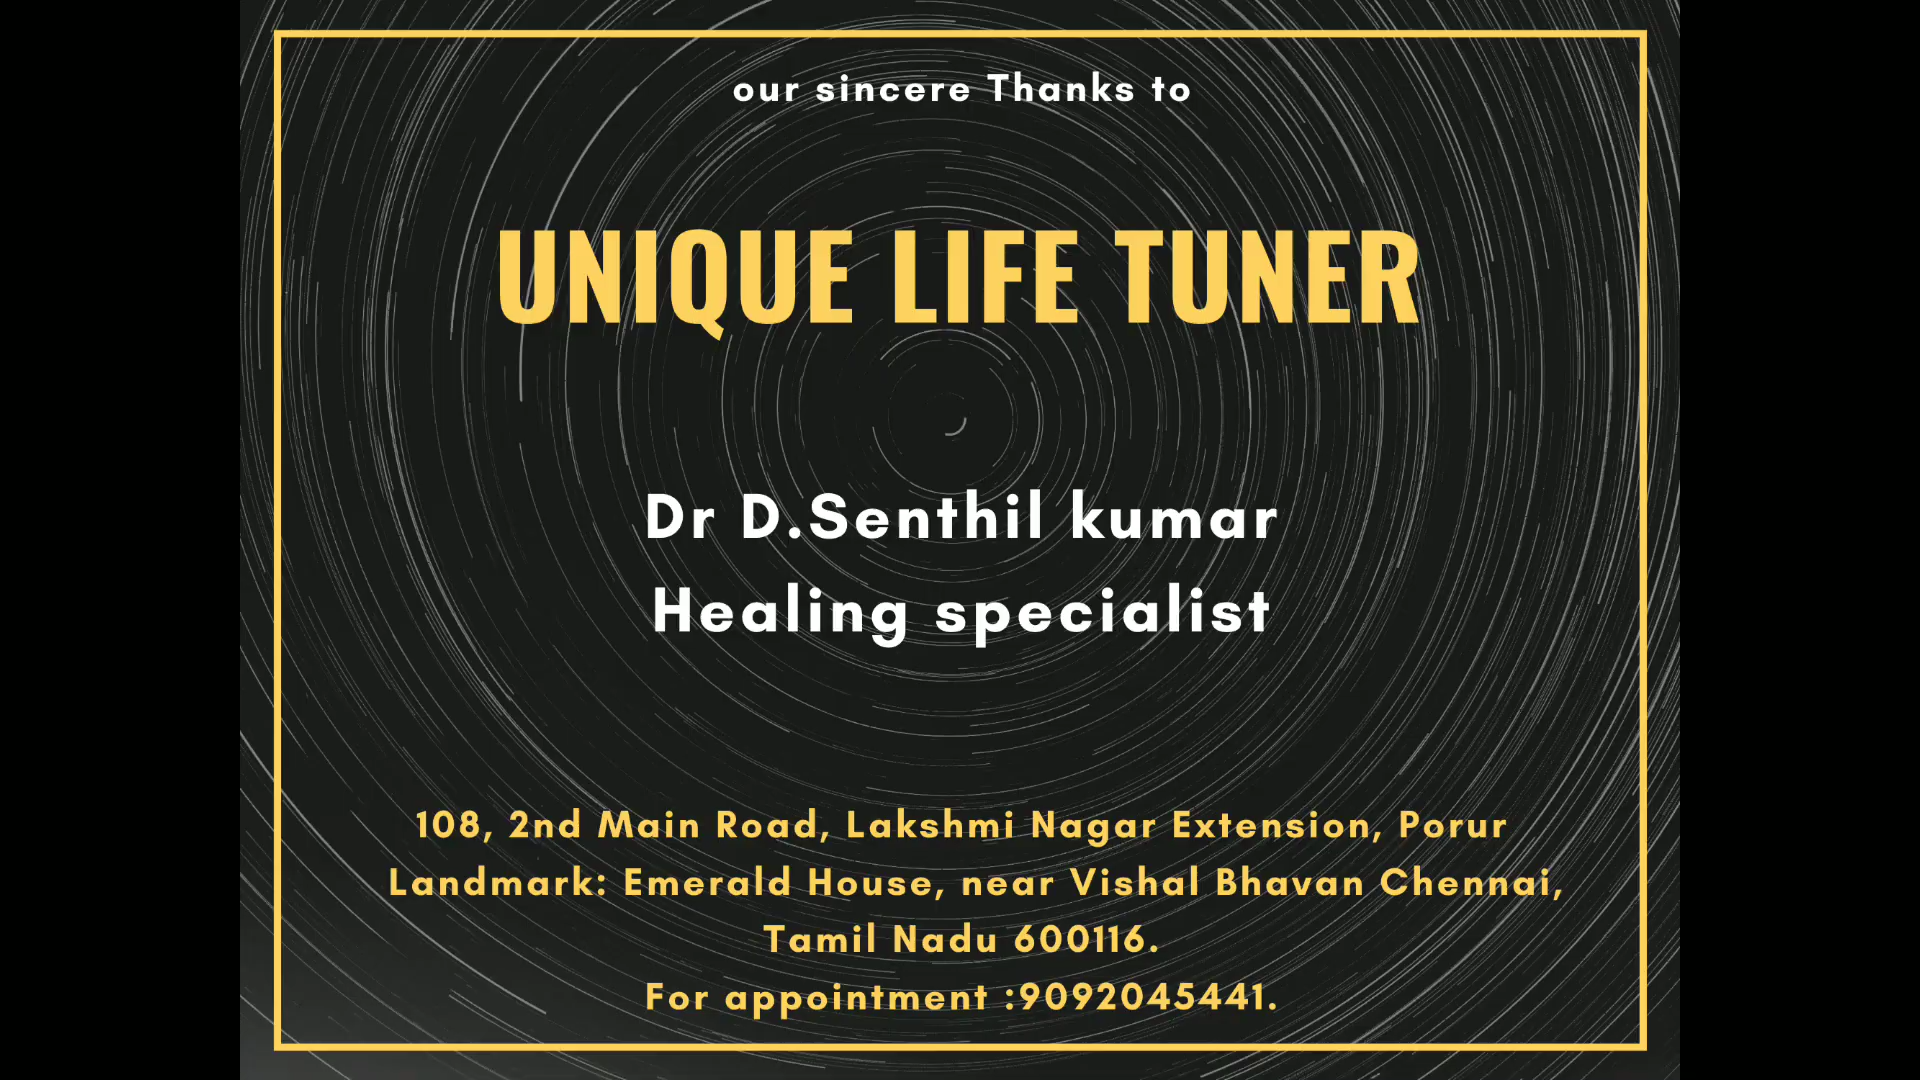 our sincere Thanks to
UNIQUE LIFE TUNER
Dr D.Senthil kumar
Healing specialist
108, 2nd Main Road, Lakshmi Nagar Extension, Porur
Landmark: Emerald House, near Vishal Bhavan Chennai,
Tamil Nadu 600116.
For appointment :9092045441.